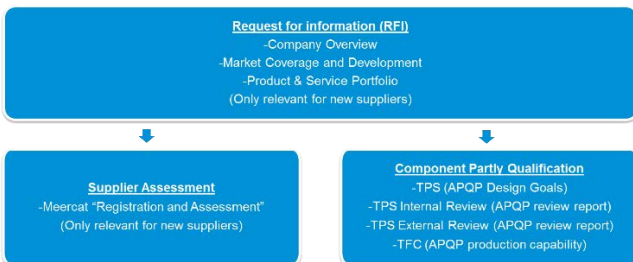 Request for information (RFI)
-Company Overview
-Market Coverage and Development
-Product & Service Portfolio
(Only relevant for new suppliers)
Supplier Assessment
-Meercat "Registration and Assessment"
(Only relevant for new suppliers)
Component Partly Qualification
-TPS (APQP Design Goals)
-TPS Internal Review (APQP review report)
-TPS External Review (APQP review report)
-TFC (APQP production capability)